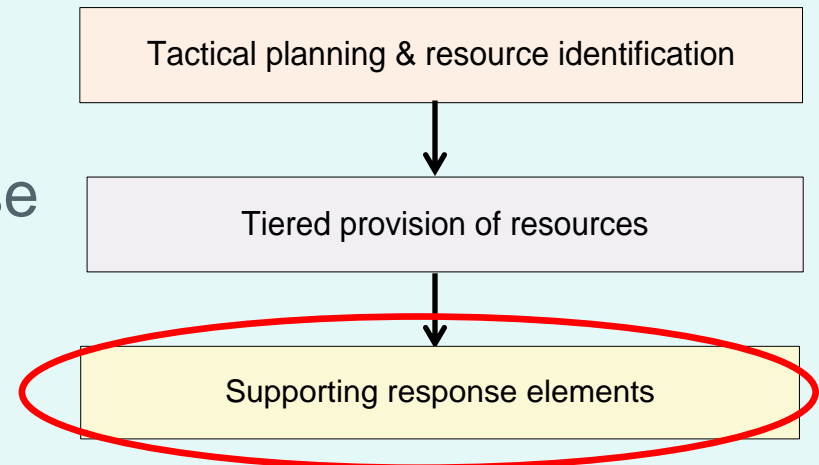 Tactical planning & resource identification
Tiered provision of resources
Supporting response elements